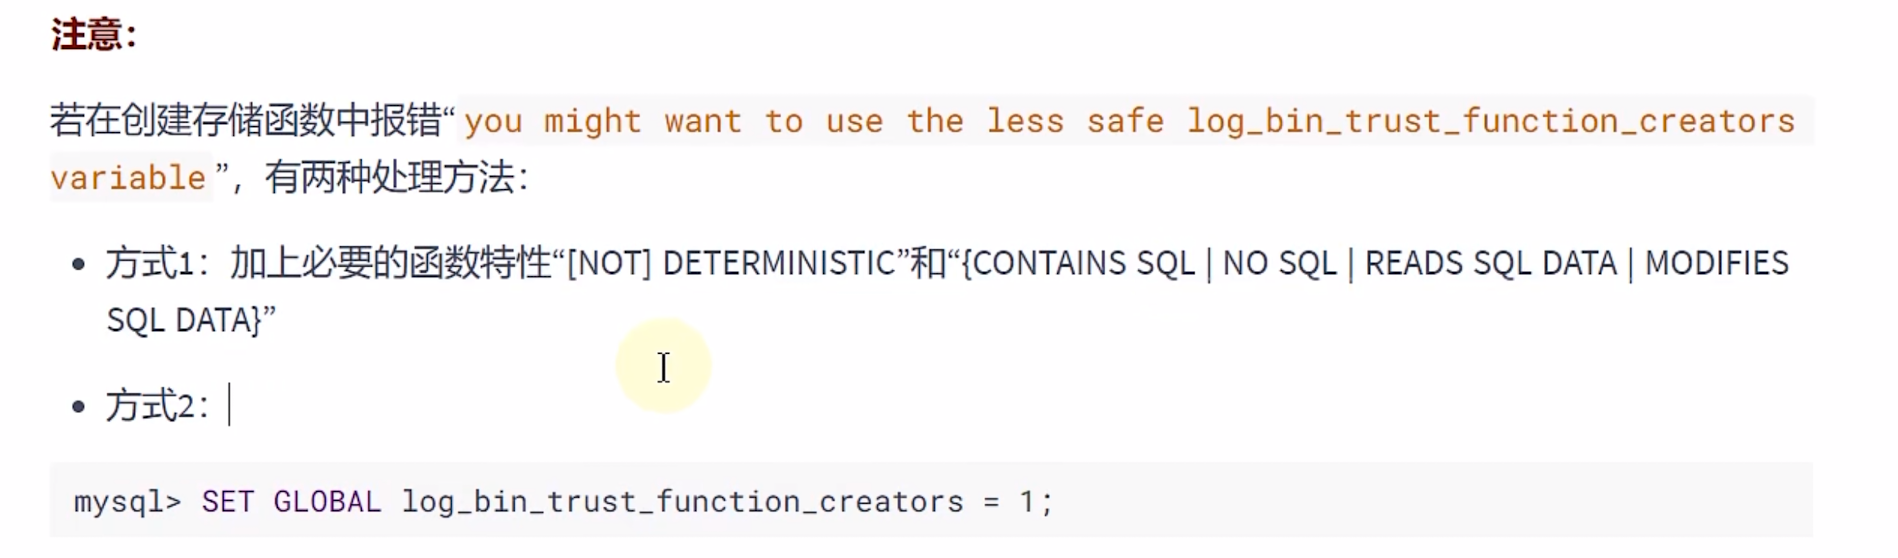 注意：
若在创建存储函数中报错“you might want to use the less safe log_bin_trust_function_creators
variable”，有两种处理方法：
方式1：加上必要的函数特性“[NOT] DETERMINISTIC”和“{CONTAINS SQL | NO SQL | READS SQL DATA | MODIFIES
SQL DATA}”
方式2：
mysql> SET GLOBAL log_bin_trust_function_creators = 1;